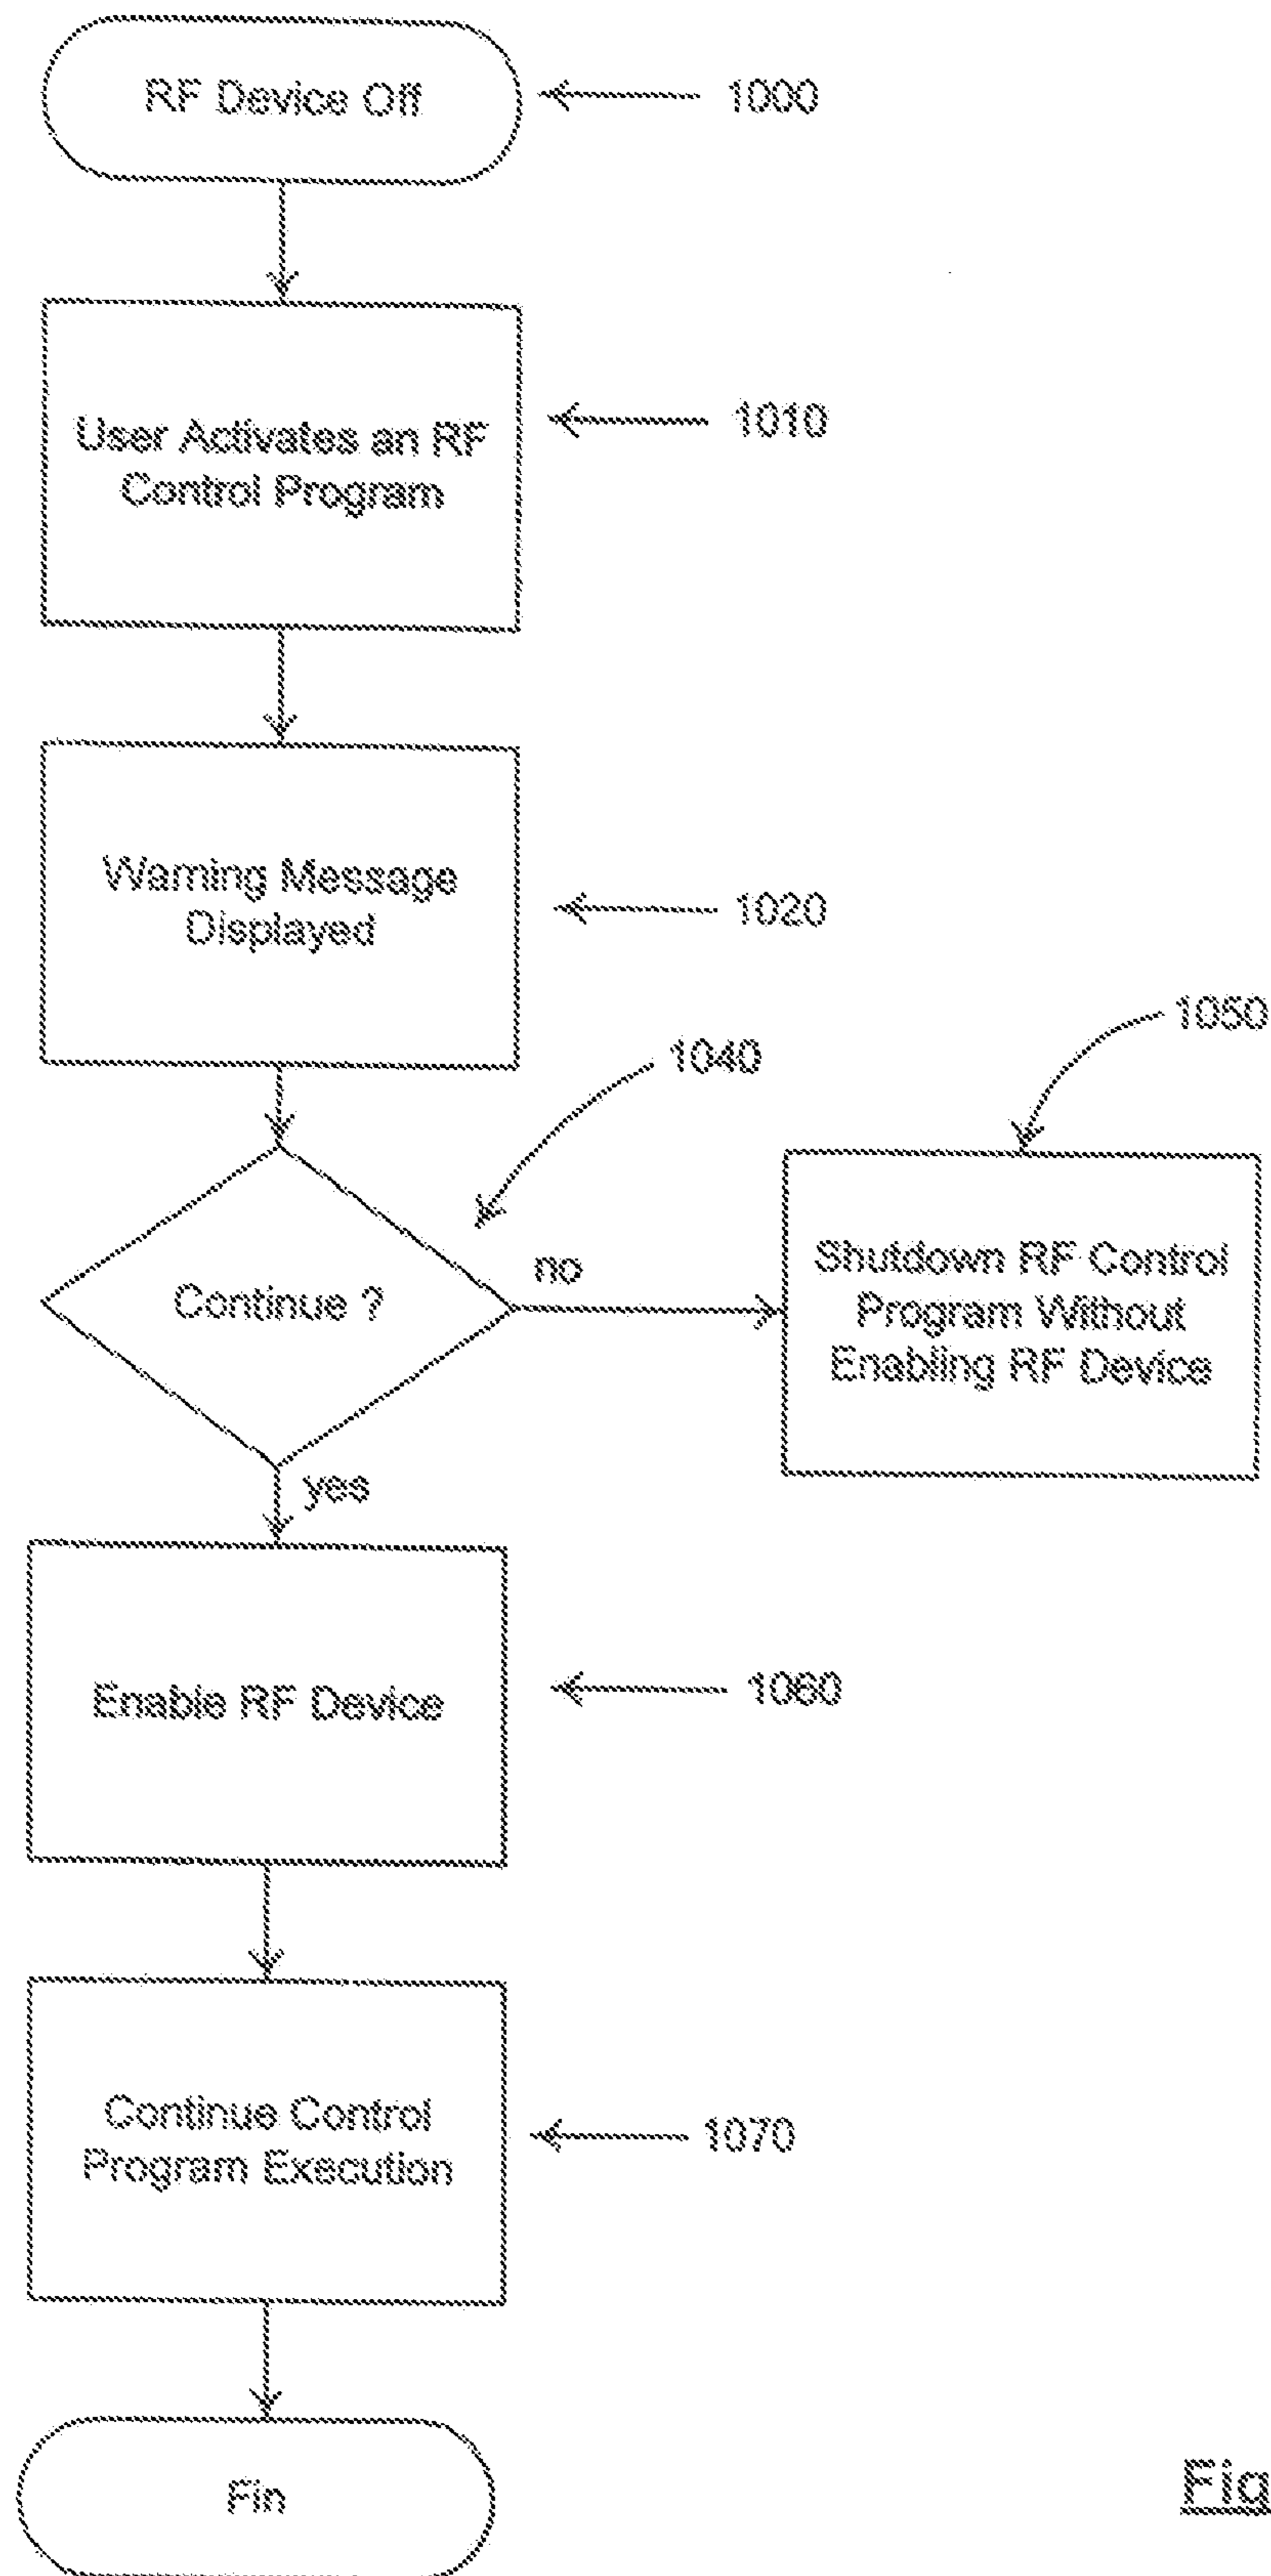 RF Device Off
1000
User Activates an RF
Control Program
1010
Warning Message
Displayed
1020
1040
1050
Continue ?
no
Shutdown RF Control
Program Without
Enabling RF Device
yes
Enable RF Device
1060
Continue Control
Program Execution
1070
Fin
Fig